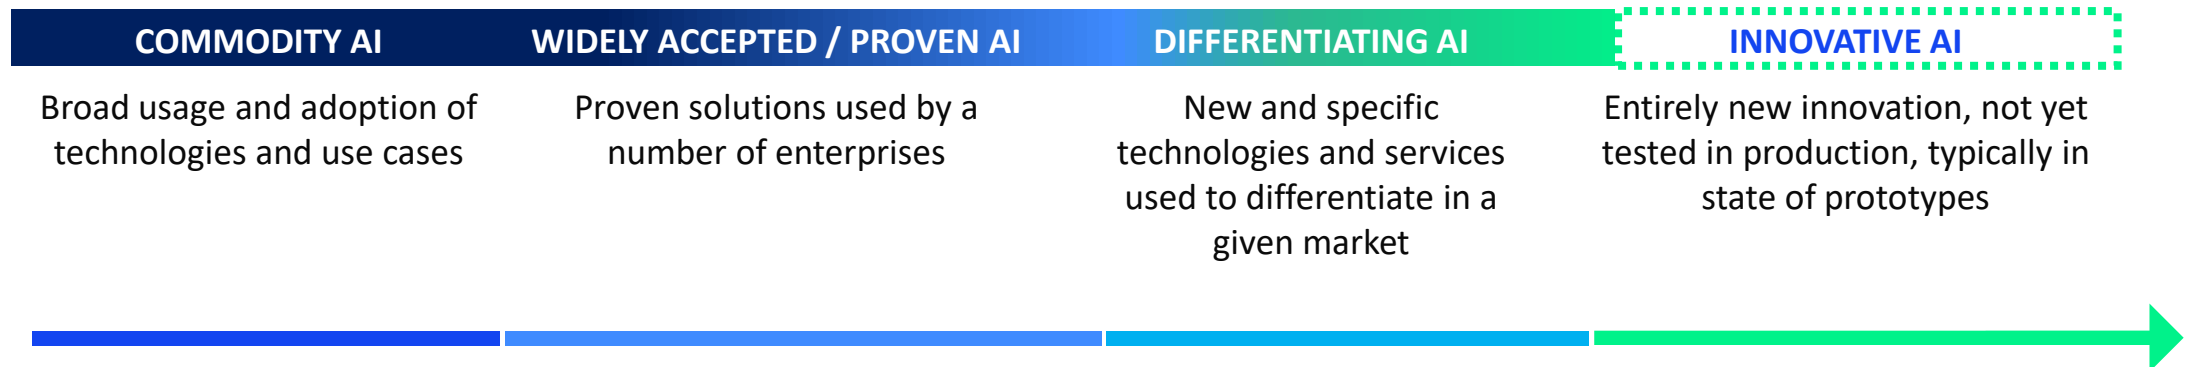 COMMODITY AI
WIDELY ACCEPTED / PROVEN AI
DIFFERENTIATING AI
INNOVATIVE AI
Broad usage and adoption of
technologies and use cases
Proven solutions used by a
number of enterprises
New and specific
technologies and services
used to differentiate in a
given market
Entirely new innovation, not yet
tested in production, typically in
state of prototypes